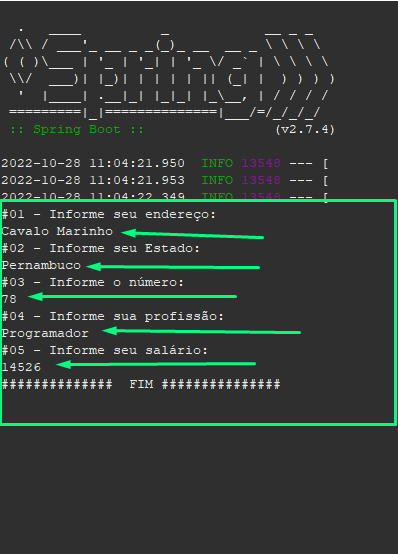 .   ____          _            __ _ _
 /\\ / ___'_ __ _ _(_)_ __  __ _ \ \ \ \
( ( )\___ | '_ | '_| | '_ \/ _` | \ \ \ \
 \\/  ___)| |_)| | | | | || (_| |  ) ) ) )
  '  |____| .__|_| |_|_| |_\__, | / / / /
 =========|_|==============|___/=/_/_/_/
 :: Spring Boot ::                (v2.7.4)
2022-10-28 11:04:21.950  INFO 13548 --- [
2022-10-28 11:04:21.953  INFO 13548 --- [
2022-10-28 11:04:22.349  INFO 13548 --- [
#01 - Informe seu endereço:
Cavalo Marinho
#02 - Informe seu Estado:
Pernambuco
#03 - Informe o número:
78
#04 - Informe sua profissão:
Programador
#05 - Informe seu salário:
14526
##############  FIM ###############